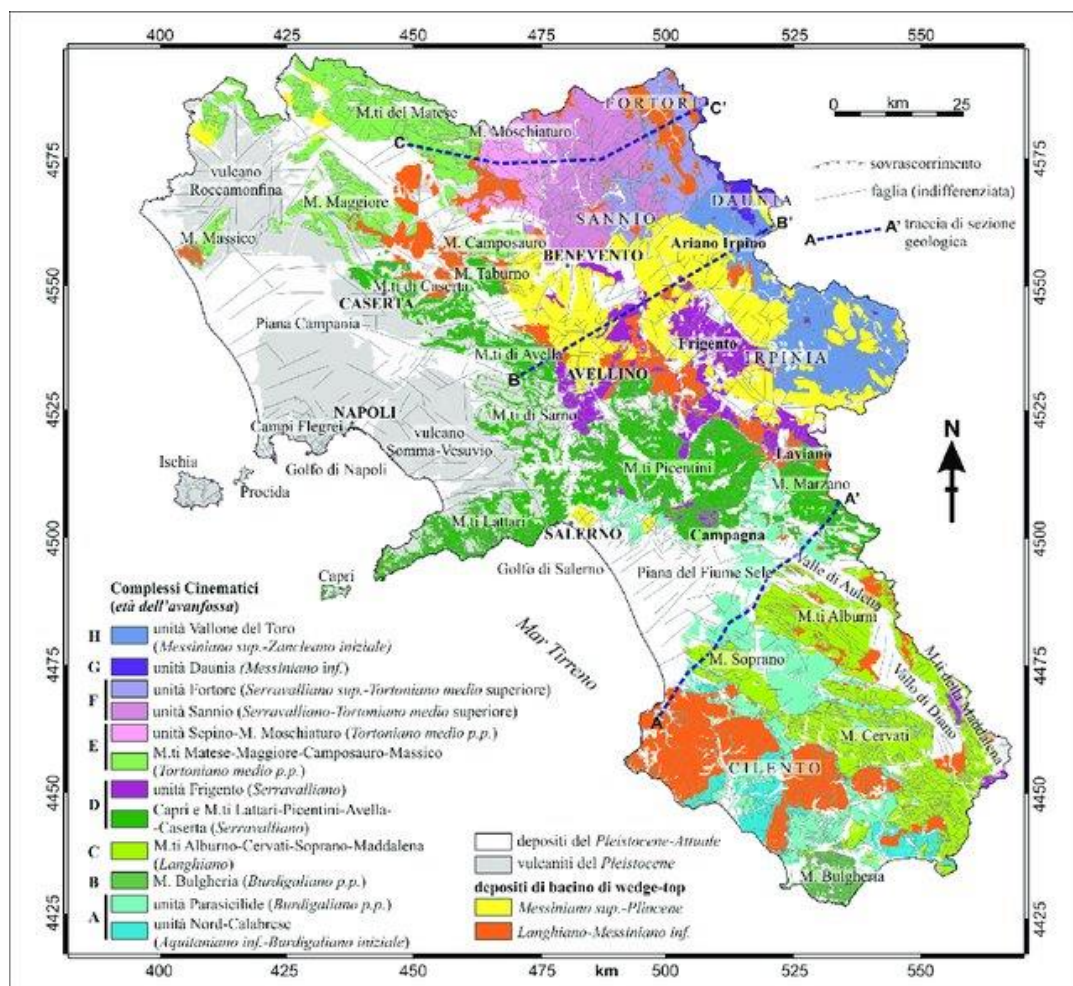 400 425 450 475 500 525 550
FORTORE
C'
0 km 25
M.ti del Matese
M. Moschiaturo
C
4575
4575
vulcano
Roccamonfina
sovrascorrimento
faglia (indifferenziata)
M. Maggiore
SANNIO
DAUNIA
B'
A A' traccia di sezione
geologica
M. Massico
M. Camposauro
Ariano Irpino
BENEVENTO
M. Taburno
M.ti di Caserta
CASERTA
4550
4550
Piana Campania
Frigento
IRPINIA
M.ti di Avella
B
AVELLINO
4525
4525
NAPOLI
M.ti di Sarno
Campi Flegrei
vulcano
Somma-Vesuvio
N
Ischia
Golfo di Napoli
Procida
M.ti Picentini
Laviano
M. Marzano
A'
M.ti Lattari
SALERNO
Campagna
4500
4500
Capri
Golfo di Salerno
Piana del Fiume Sele
Valle di Auletta
M.ti Alburni
Mar Tirreno
M. Soprano
4475
4475
Vallo di Diano
M.ti della Maddalena
A
M. Cervati
CILENTO
4450
4450
M. Bulgheria
4425
4425
Complessi Cinematici
(età dell'avanfossa)
H unità Vallone del Toro
(Messiniano sup.-Zancleano iniziale)
G unità Daunia (Messiniano inf.)
F unità Fortore (Serravalliano sup.-Tortoniano medio superiore)
unità Sannio (Serravalliano-Tortoniano medio superiore)
E unità Sepino-M. Moschiaturo (Tortoniano medio p.p.)
M.ti Matese-Maggiore-Camposauro-Massico
(Tortoniano medio p.p.)
D unità Frigento (Serravalliano)
Capri e M.ti Lattari-Picentini-Avella-
-Caserta (Serravalliano)
C M.ti Alburno-Cervati-Soprano-Maddalena
(Langhiano)
B M. Bulgheria (Burdigaliano p.p.)
A unità Parasicilide (Burdigaliano p.p.)
unità Nord-Calabrese
(Aquitaniano inf.-Burdigaliano iniziale)
depositi del Pleistocene-Attuale
vulcaniti del Pleistocene
depositi di bacino di wedge-top
Messiniano sup.-Pliocene
Langhiano-Messiniano inf.
400 425 450 475 km 500 525 550